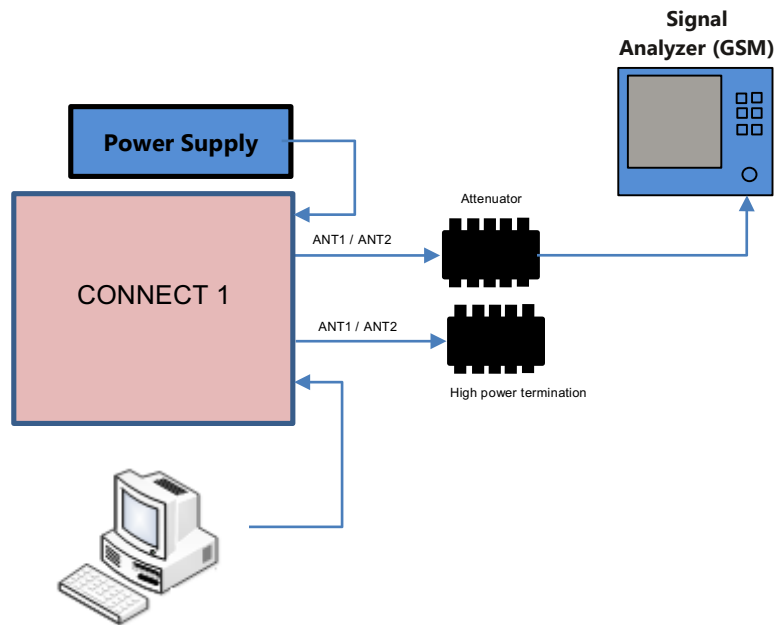 Signal
Analyzer (GSM)
Power Supply
Attenuator
ANT1 / ANT2
CONNECT 1
ANT1 / ANT2
High power termination